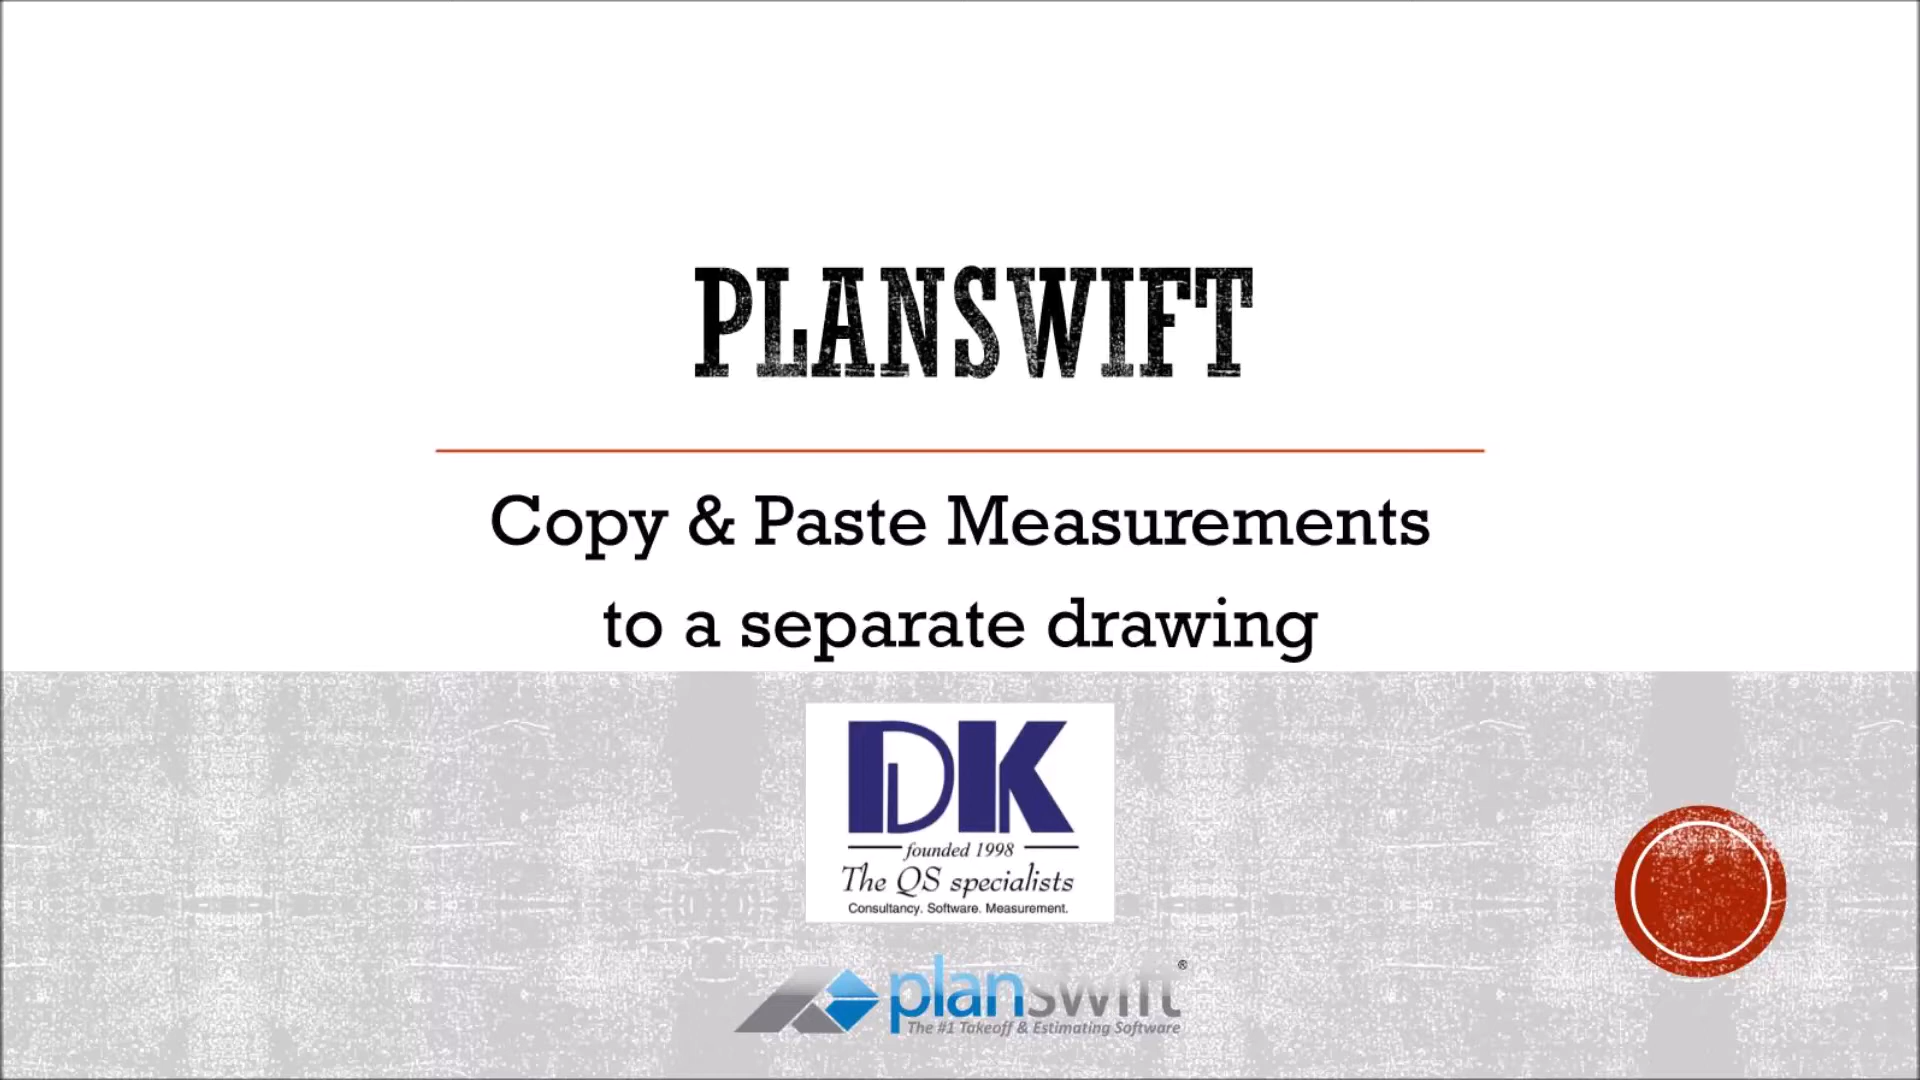 PLANSWIFT
Copy & Paste Measurements
to a separate drawing
DK
founded 1998
The QS specialists
Consultancy. Software. Measurement.
planswift®
The #1 Takeoff & Estimating Software